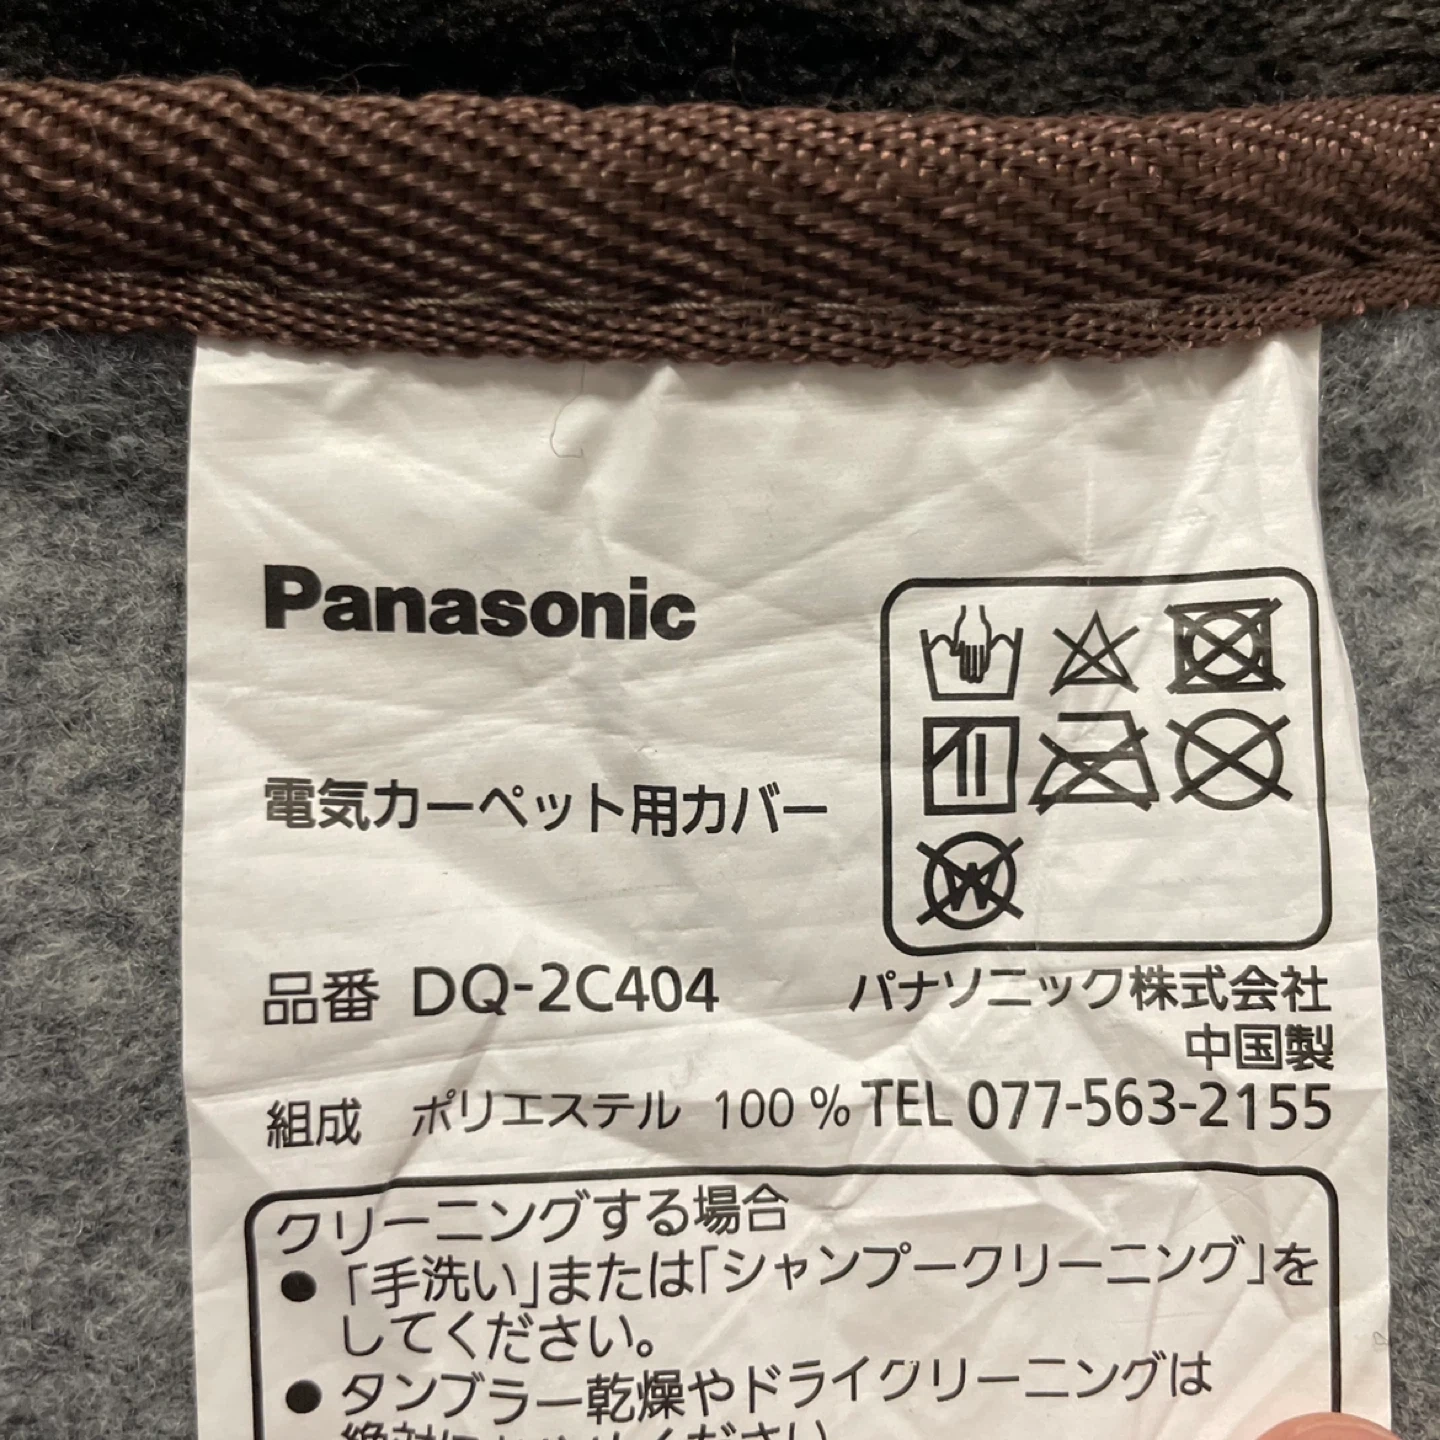 Panasonic
電気カーペット用カバー
W
品番 DQ-2C404
パナソニック株式会社
中国製
組成 ポリエステル 100 % TEL 077-563-2155
クリーニングする場合
● 「手洗い」または「シャンプークリーニング」を
してください。
● タンブラー乾燥やドライクリーニングは